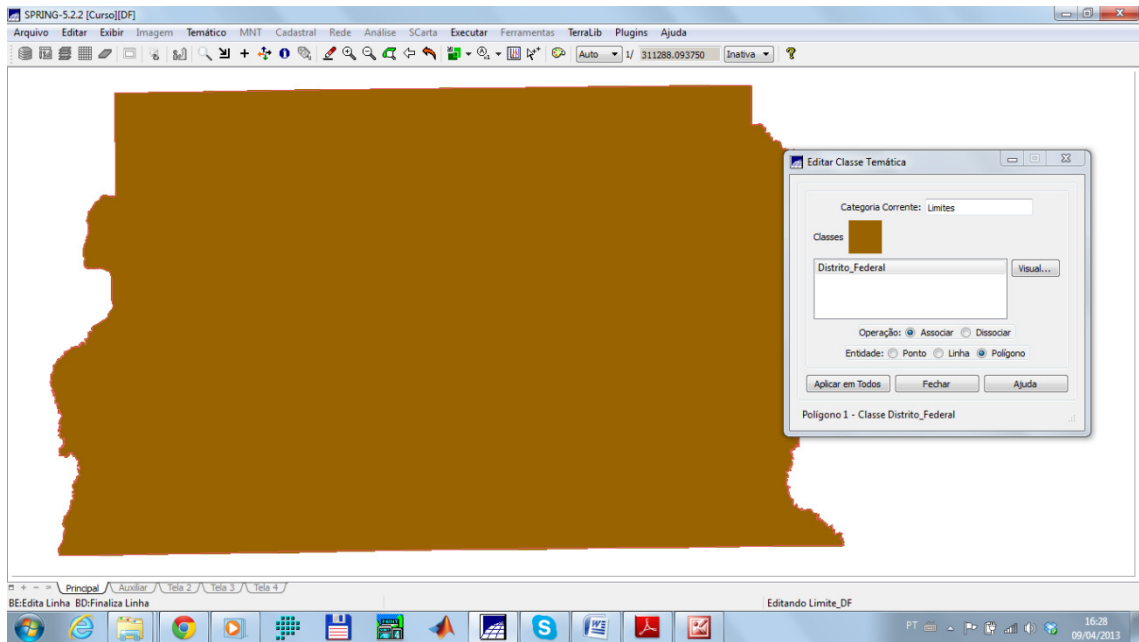 SPRING-5.2.2 [Curso][DF]
Arquivo Editar Exibir Imagem Temático MNT Cadastral Rede Análise SCarta Executar Ferramentas TerraLib Plugins Ajuda
Auto 1/ 311288.093750 Inativa
Editar Classe Temática
Categoria Corrente: Limites
Classes
Distrito_Federal
Visual...
Operação: Associar Dissociar
Entidade: Ponto Linha Polígono
Aplicar em Todos Fechar Ajuda
Polígono 1 - Classe Distrito_Federal
Principal Auxiliar Tela 2 Tela 3 Tela 4
BE:Edita Linha BD:Finaliza Linha Editando Limite_DF
PT 16:28
09/04/2013